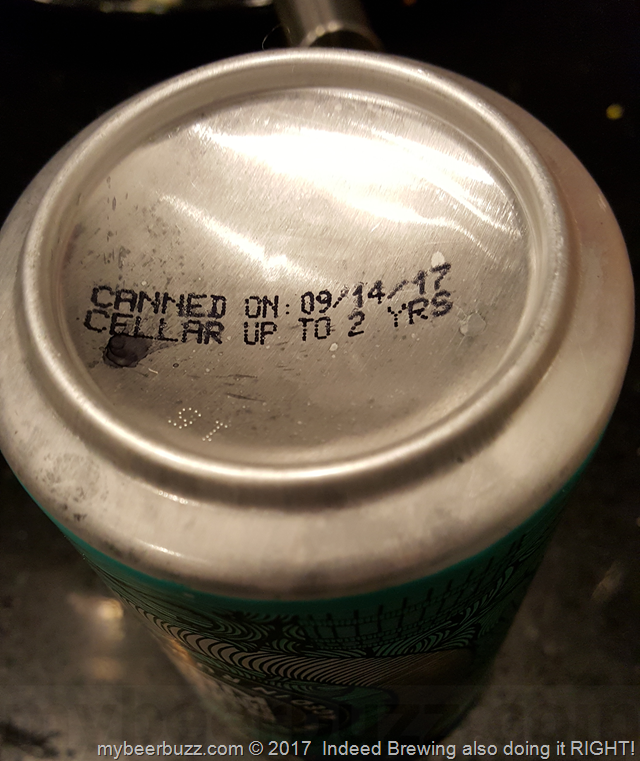 CANNED ON: 09/14/17
CELLAR UP TO 2 YRS
mybeerbuzz.com © 2017 Indeed Brewing also doing it RIGHT!